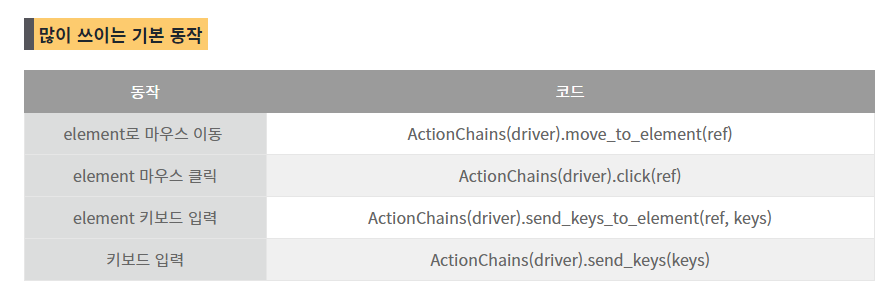 많이 쓰이는 기본 동작
동작 코드
element로 마우스 이동 ActionChains(driver).move_to_element(ref)
element 마우스 클릭 ActionChains(driver).click(ref)
element 키보드 입력 ActionChains(driver).send_keys_to_element(ref, keys)
키보드 입력 ActionChains(driver).send_keys(keys)